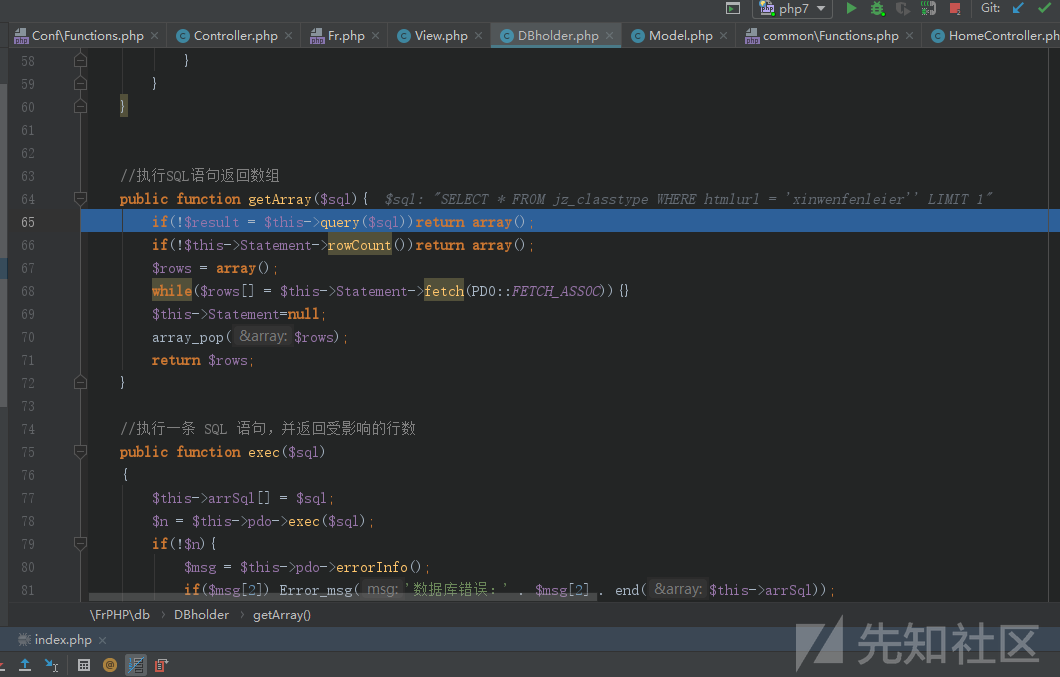 php7 Git:
Conf\Functions.php Controller.php Fr.php View.php DBholder.php Model.php common\Functions.php HomeController.ph
58 }
59 }
60 }
61
62
63 //执行SQL语句返回数组
64 public function getArray($sql){ $sql: "SELECT * FROM jz_classtype WHERE htmlurl = 'xinwenfenleier'' LIMIT 1"
65 if(!$result = $this->query($sql))return array();
66 if(!$this->Statement->rowCount())return array();
67 $rows = array();
68 while($rows[] = $this->Statement->fetch(PDO::FETCH_ASSOC)){}
69 $this->Statement=null;
70 array_pop( &array: $rows);
71 return $rows;
72 }
73
74 //执行一条 SQL 语句,并返回受影响的行数
75 public function exec($sql)
76 {
77 $this->arrSql[] = $sql;
78 $n = $this->pdo->exec($sql);
79 if(!$n){
80 $msg = $this->pdo->errorInfo();
81 if($msg[2]) Error_msg( msg: '数据库错误:' . $msg[2] . end( &array: $this->arrSql));
\FrPHP\db DBholder getArray()
index.php
先知社区